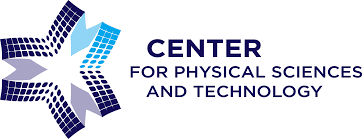 CENTER
FOR PHYSICAL SCIENCES
AND TECHNOLOGY